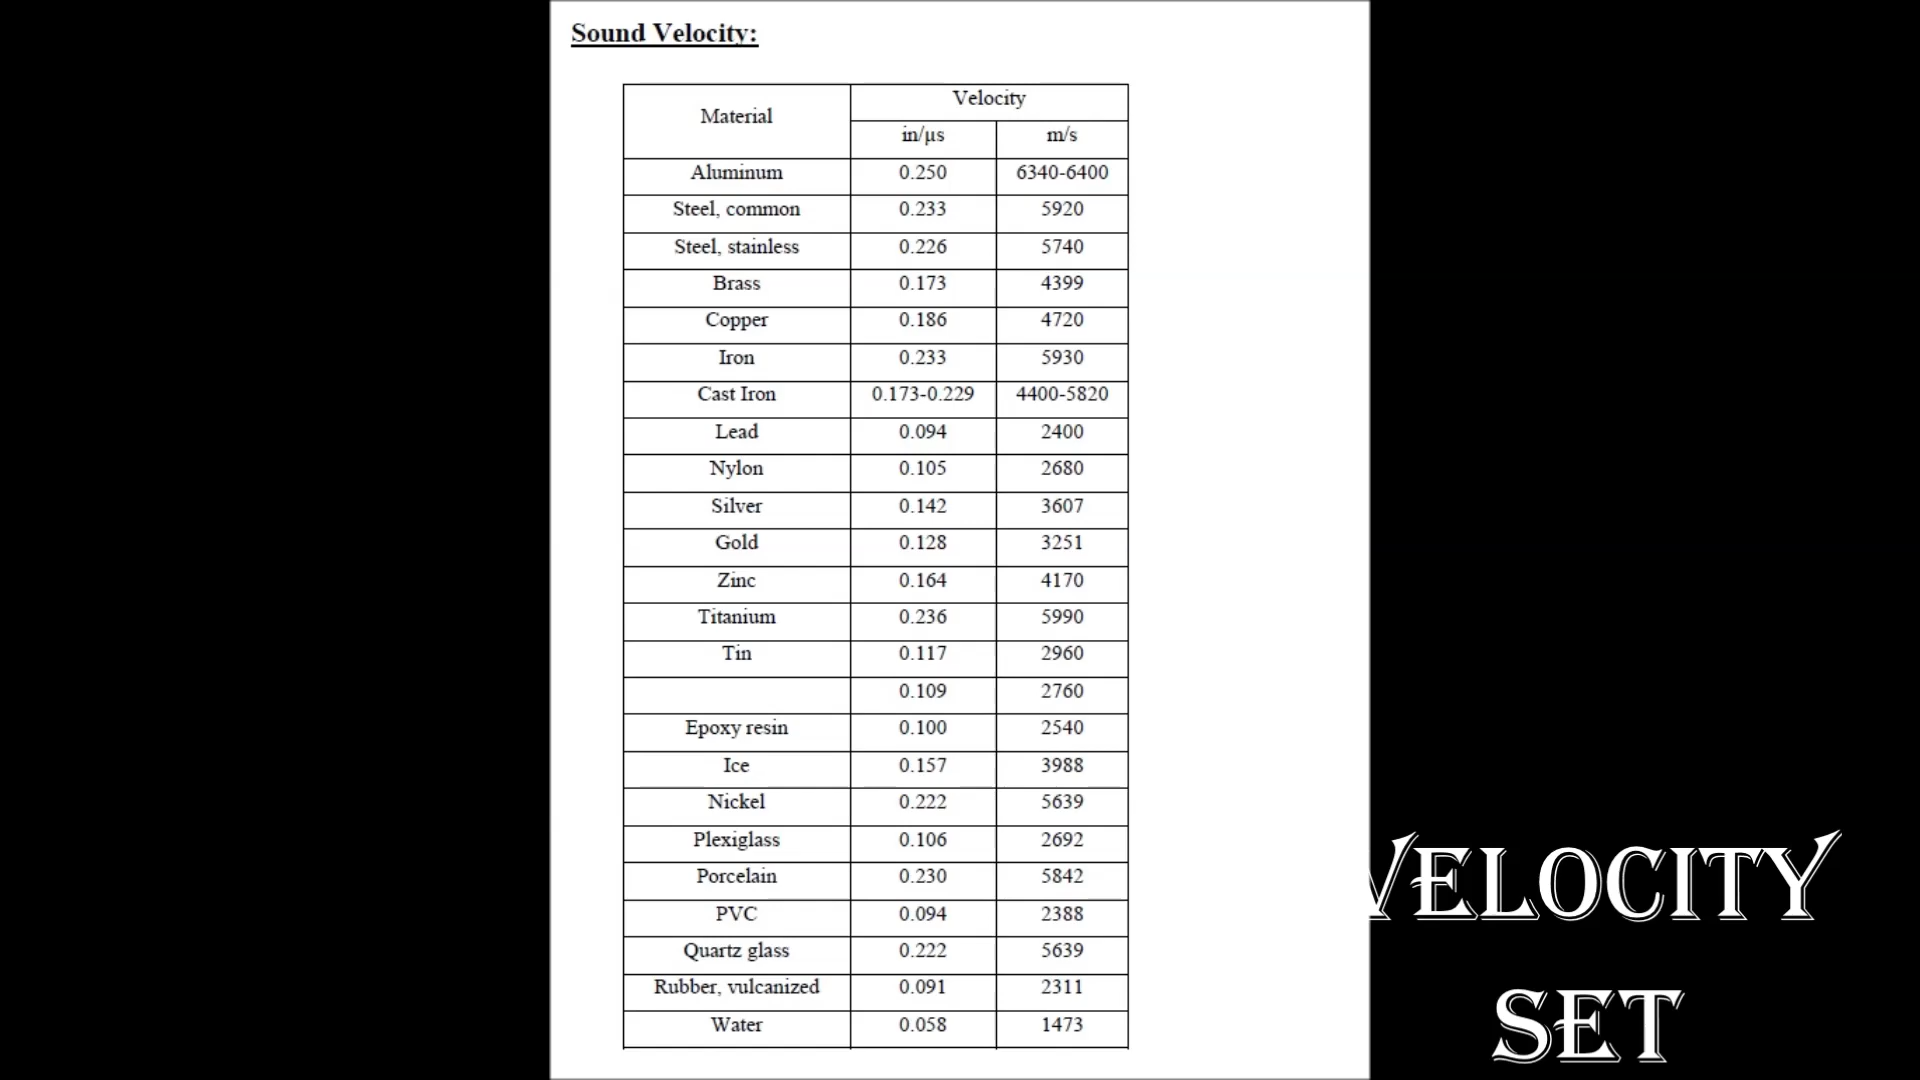 Sound Velocity:
Material Velocity
in/µs m/s
Aluminum 0.250 6340-6400
Steel, common 0.233 5920
Steel, stainless 0.226 5740
Brass 0.173 4399
Copper 0.186 4720
Iron 0.233 5930
Cast Iron 0.173-0.229 4400-5820
Lead 0.094 2400
Nylon 0.105 2680
Silver 0.142 3607
Gold 0.128 3251
Zinc 0.164 4170
Titanium 0.236 5990
Tin 0.117 2960
0.109 2760
Epoxy resin 0.100 2540
Ice 0.157 3988
Nickel 0.222 5639
Plexiglass 0.106 2692
Porcelain 0.230 5842
PVC 0.094 2388
Quartz glass 0.222 5639
Rubber, vulcanized 0.091 2311
Water 0.058 1473
VELOCITY
SET